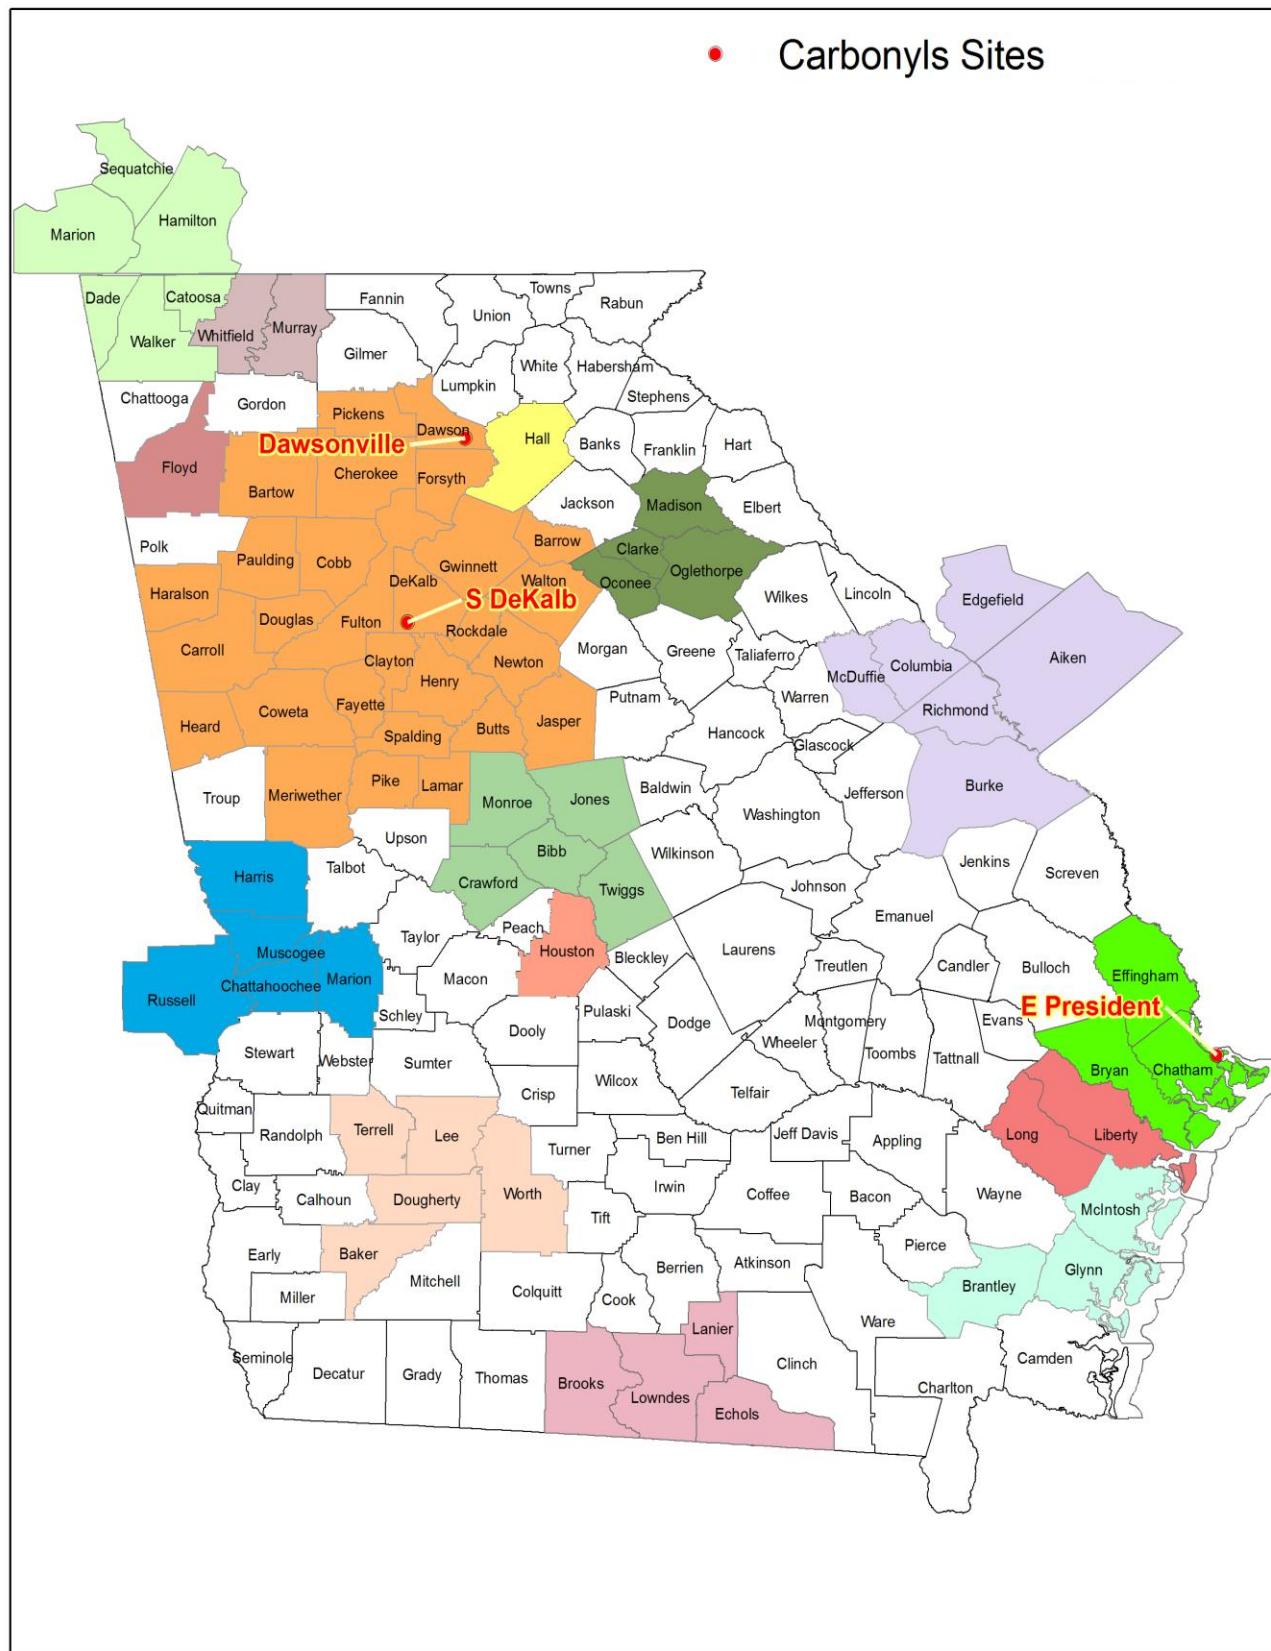 Carbonyls Sites
Sequatchie
Hamilton
Marion
Dade
Catoosa
Walker
Whitfield
Murray
Fannin
Union
Towns
Rabun
Gilmer
White
Habersham
Lumpkin
Stephens
Chattooga
Gordon
Pickens
Dawson
Hall
Banks
Franklin
Hart
Dawsonville
Floyd
Bartow
Cherokee
Forsyth
Jackson
Madison
Elbert
Polk
Paulding
Cobb
Barrow
Clarke
Gwinnett
DeKalb
Walton
Oconee
Oglethorpe
Haralson
S DeKalb
Wilkes
Lincoln
Edgefield
Douglas
Fulton
Rockdale
Carroll
Clayton
Newton
Morgan
Greene
Taliaferro
McDuffie
Columbia
Aiken
Henry
Putnam
Warren
Richmond
Heard
Coweta
Fayette
Spalding
Butts
Jasper
Hancock
Glascock
Troup
Meriwether
Pike
Lamar
Monroe
Jones
Baldwin
Washington
Jefferson
Burke
Upson
Talbot
Harris
Bibb
Wilkinson
Crawford
Twiggs
Johnson
Jenkins
Screven
Emanuel
Peach
Taylor
Houston
Muscogee
Bleckley
Laurens
Treutlen
Candler
Bulloch
Effingham
Russell
Chattahoochee
Marion
Macon
Schley
Dooly
Pulaski
Dodge
Montgomery
Wheeler
Toombs
Tattnall
Evans
E President
Stewart
Webster
Sumter
Wilcox
Crisp
Telfair
Bryan
Chatham
Quitman
Randolph
Terrell
Lee
Turner
Ben Hill
Jeff Davis
Appling
Long
Liberty
Clay
Calhoun
Dougherty
Worth
Irwin
Coffee
Bacon
Wayne
McIntosh
Tift
Early
Baker
Mitchell
Berrien
Atkinson
Pierce
Brantley
Glynn
Miller
Colquitt
Cook
Lanier
Ware
Seminole
Decatur
Grady
Thomas
Brooks
Lowndes
Echols
Clinch
Charlton
Camden